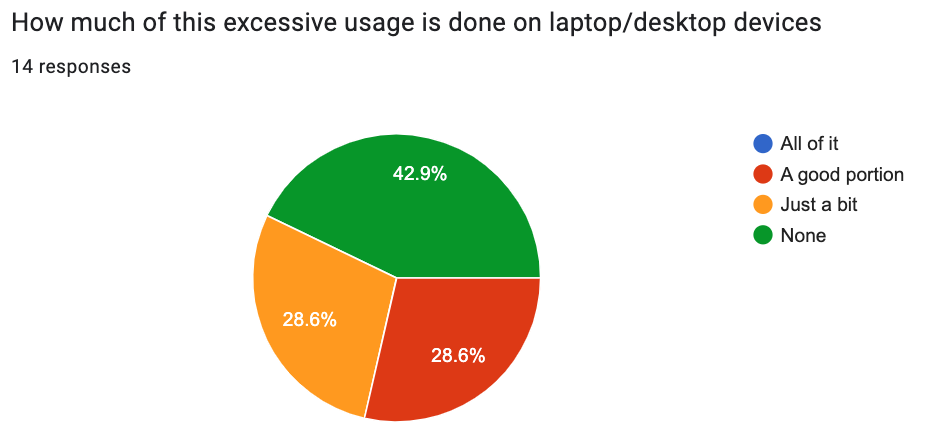 How much of this excessive usage is done on laptop/desktop devices
14 responses
42.9%
28.6%
28.6%
All of it
A good portion
Just a bit
None